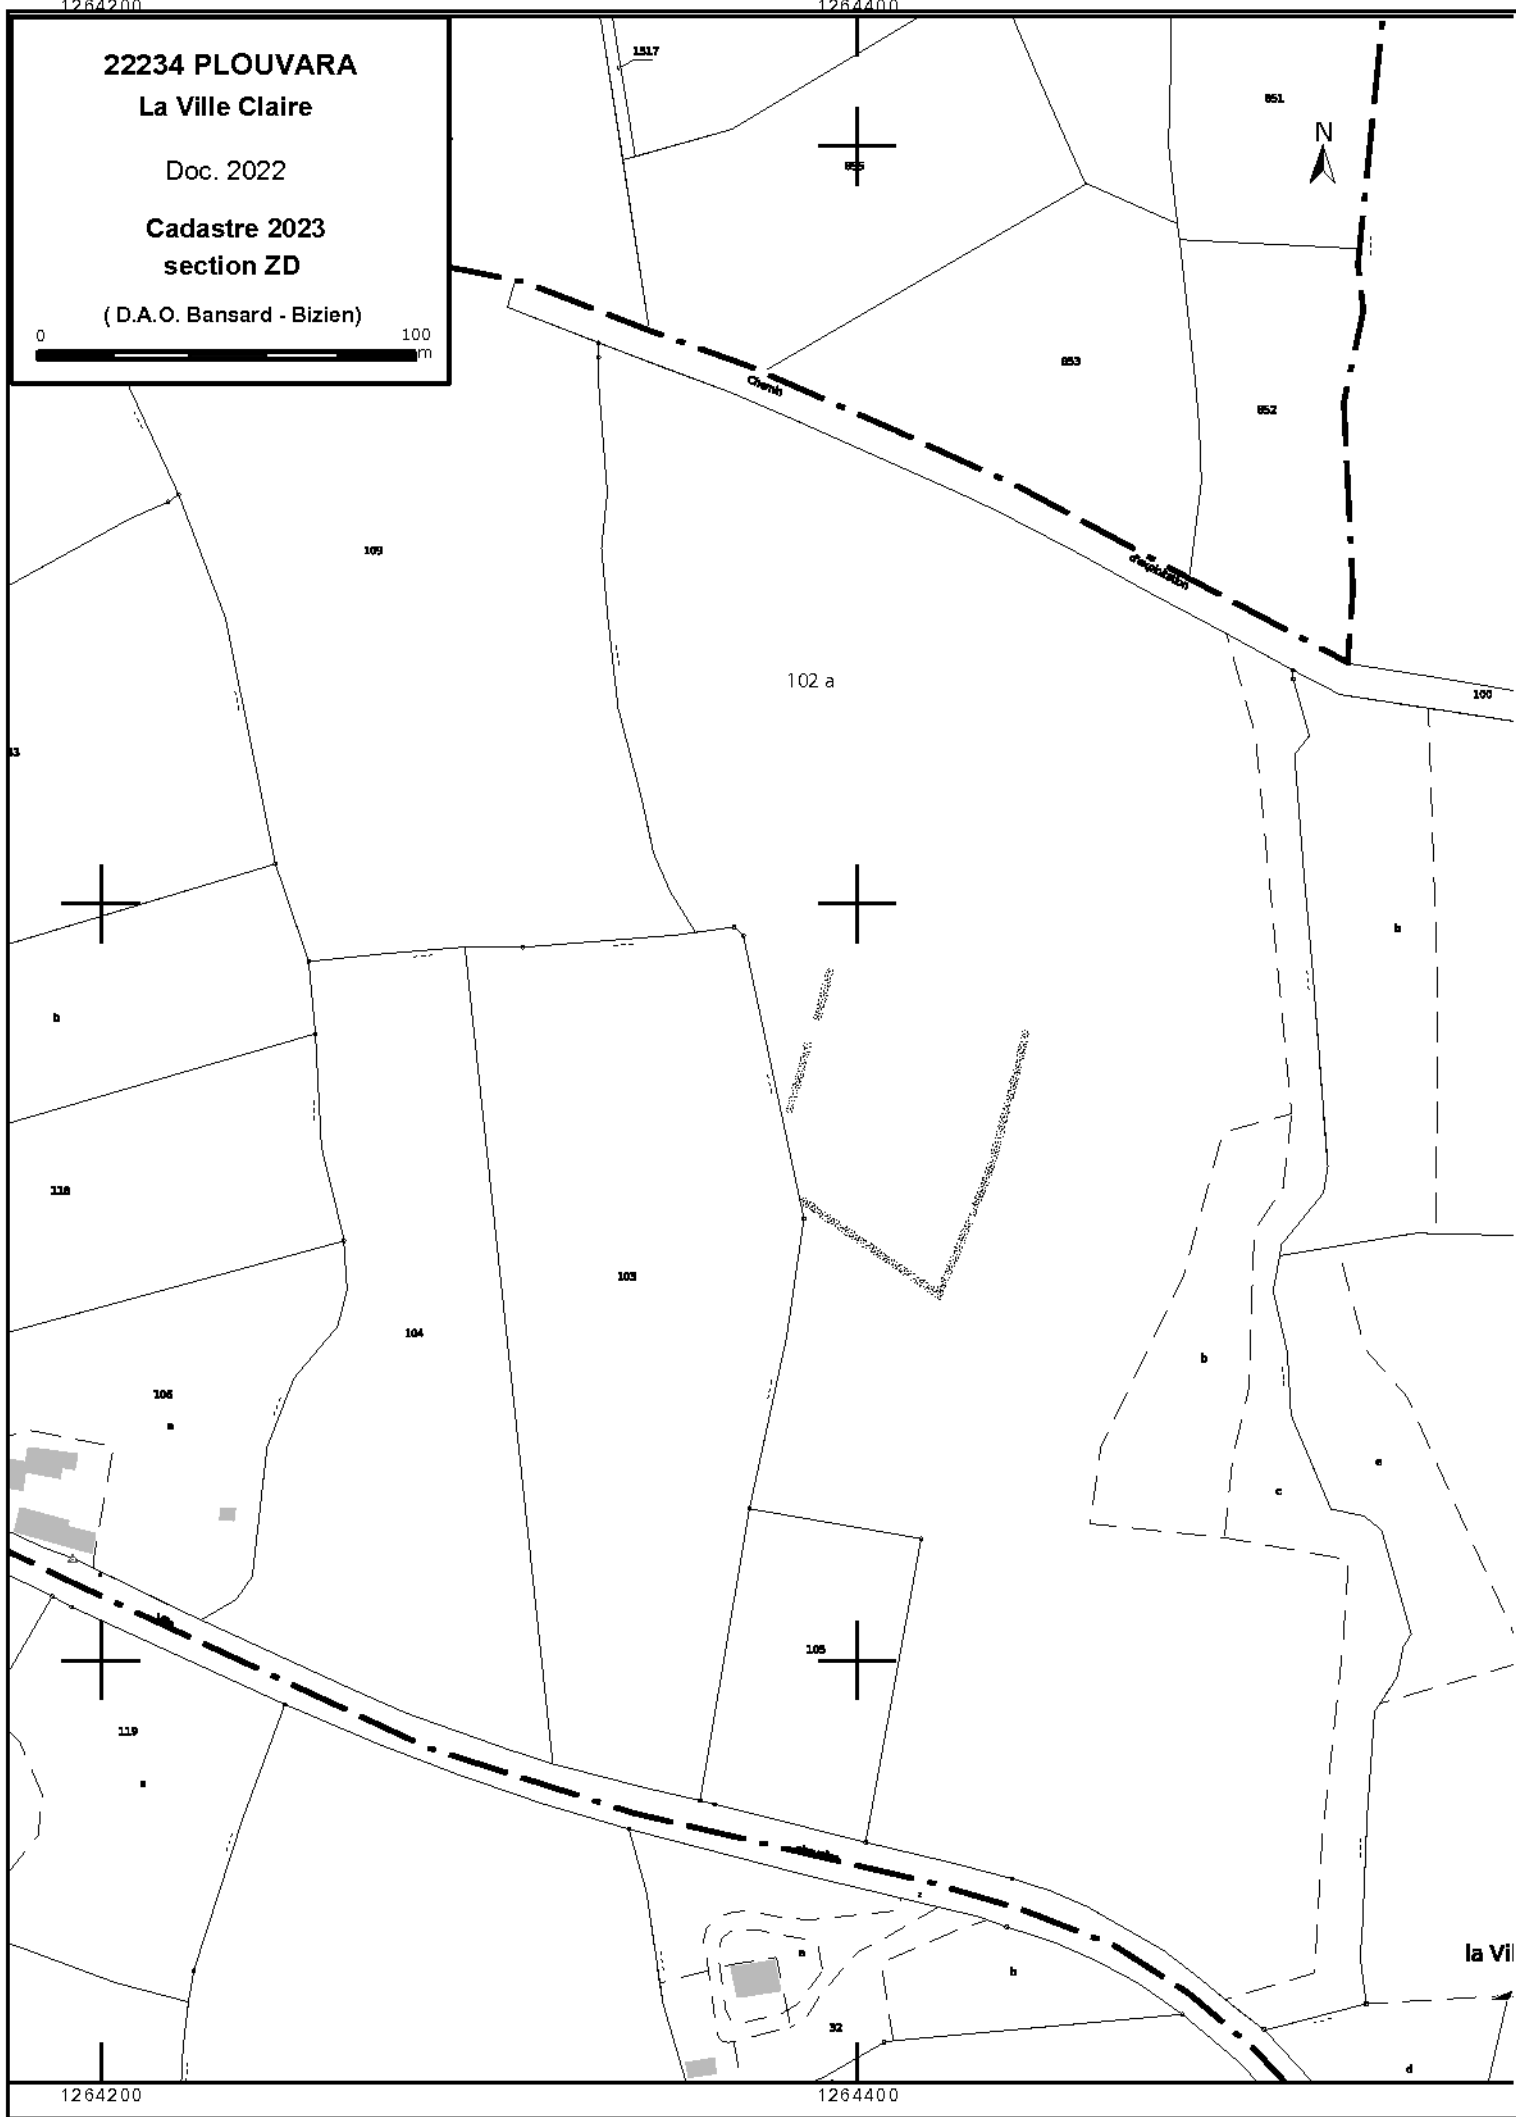 1264200 1264400
22234 PLOUVARA
La Ville Claire
Doc. 2022
Cadastre 2023
section ZD
( D.A.O. Bansard - Bizien)
0 100
m
1517
851
N
855
853
852
Chemin
d'exploitation
109
102 a
100
b
b
118
103
104
b
106
a
c
e
105
119
a
a
b
la Vil
32
d
1264200 1264400